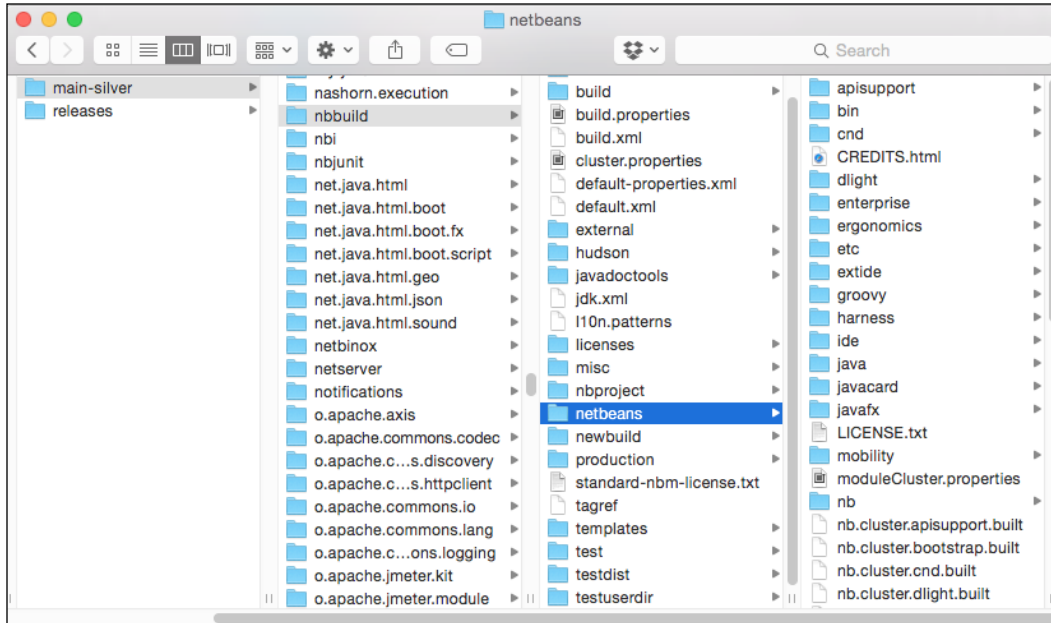 netbeans
Search
main-silver
releases
nashorn.execution
nbbuild
nbi
nbjunit
net.java.html
net.java.html.boot
net.java.html.boot.fx
net.java.html.boot.script
net.java.html.geo
net.java.html.json
net.java.html.sound
netbinox
netserver
notifications
o.apache.axis
o.apache.commons.codec
o.apache.c...s.discovery
o.apache.c...s.httpclient
o.apache.commons.io
o.apache.commons.lang
o.apache.c...ons.logging
o.apache.jmeter.kit
o.apache.jmeter.module
build
build.properties
build.xml
cluster.properties
default-properties.xml
default.xml
external
hudson
javadoctools
jdk.xml
l10n.patterns
licenses
misc
nbproject
netbeans
newbuild
production
standard-nbm-license.txt
tagref
templates
test
testdist
testuserdir
apisupport
bin
cnd
CREDITS.html
dlight
enterprise
ergonomics
etc
extide
groovy
harness
ide
java
javacard
javafx
LICENSE.txt
mobility
moduleCluster.properties
nb
nb.cluster.apisupport.built
nb.cluster.bootstrap.built
nb.cluster.cnd.built
nb.cluster.dlight.built